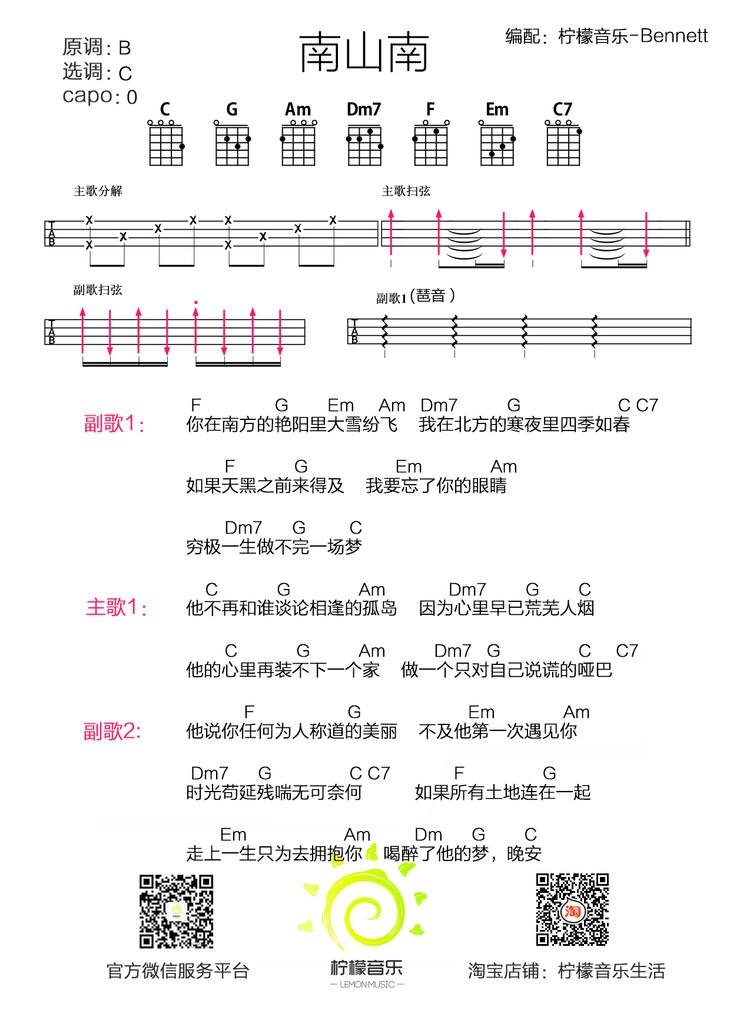 南山南
编配：柠檬音乐-Bennett
原调：B
选调：C
capo：0
C G Am Dm7 F Em C7
主歌分解 主歌扫弦
TAB
副歌扫弦 副歌1(琶音)
TAB TAB
F G Em Am Dm7 G C C7
副歌1： 你在南方的艳阳里大雪纷飞 我在北方的寒夜里四季如春
F G Em Am
如果天黑之前来得及 我要忘了你的眼睛
Dm7 G C
穷极一生做不完一场梦
C G Am Dm7 G C
主歌1： 他不再和谁谈论相逢的孤岛 因为心里早已荒芜人烟
C G Am Dm7 G C C7
他的心里再装不下一个家 做一个只对自己说谎的哑巴
F G Em Am
副歌2: 他说你任何为人称道的美丽 不及他第一次遇见你
Dm7 G C C7 F G
时光苟延残喘无可奈何 如果所有土地连在一起
Em Am Dm G C
走上一生只为去拥抱你 喝醉了他的梦，晚安
淘
官方微信服务平台 柠檬音乐 淘宝店铺：柠檬音乐生活
LEMON MUSIC